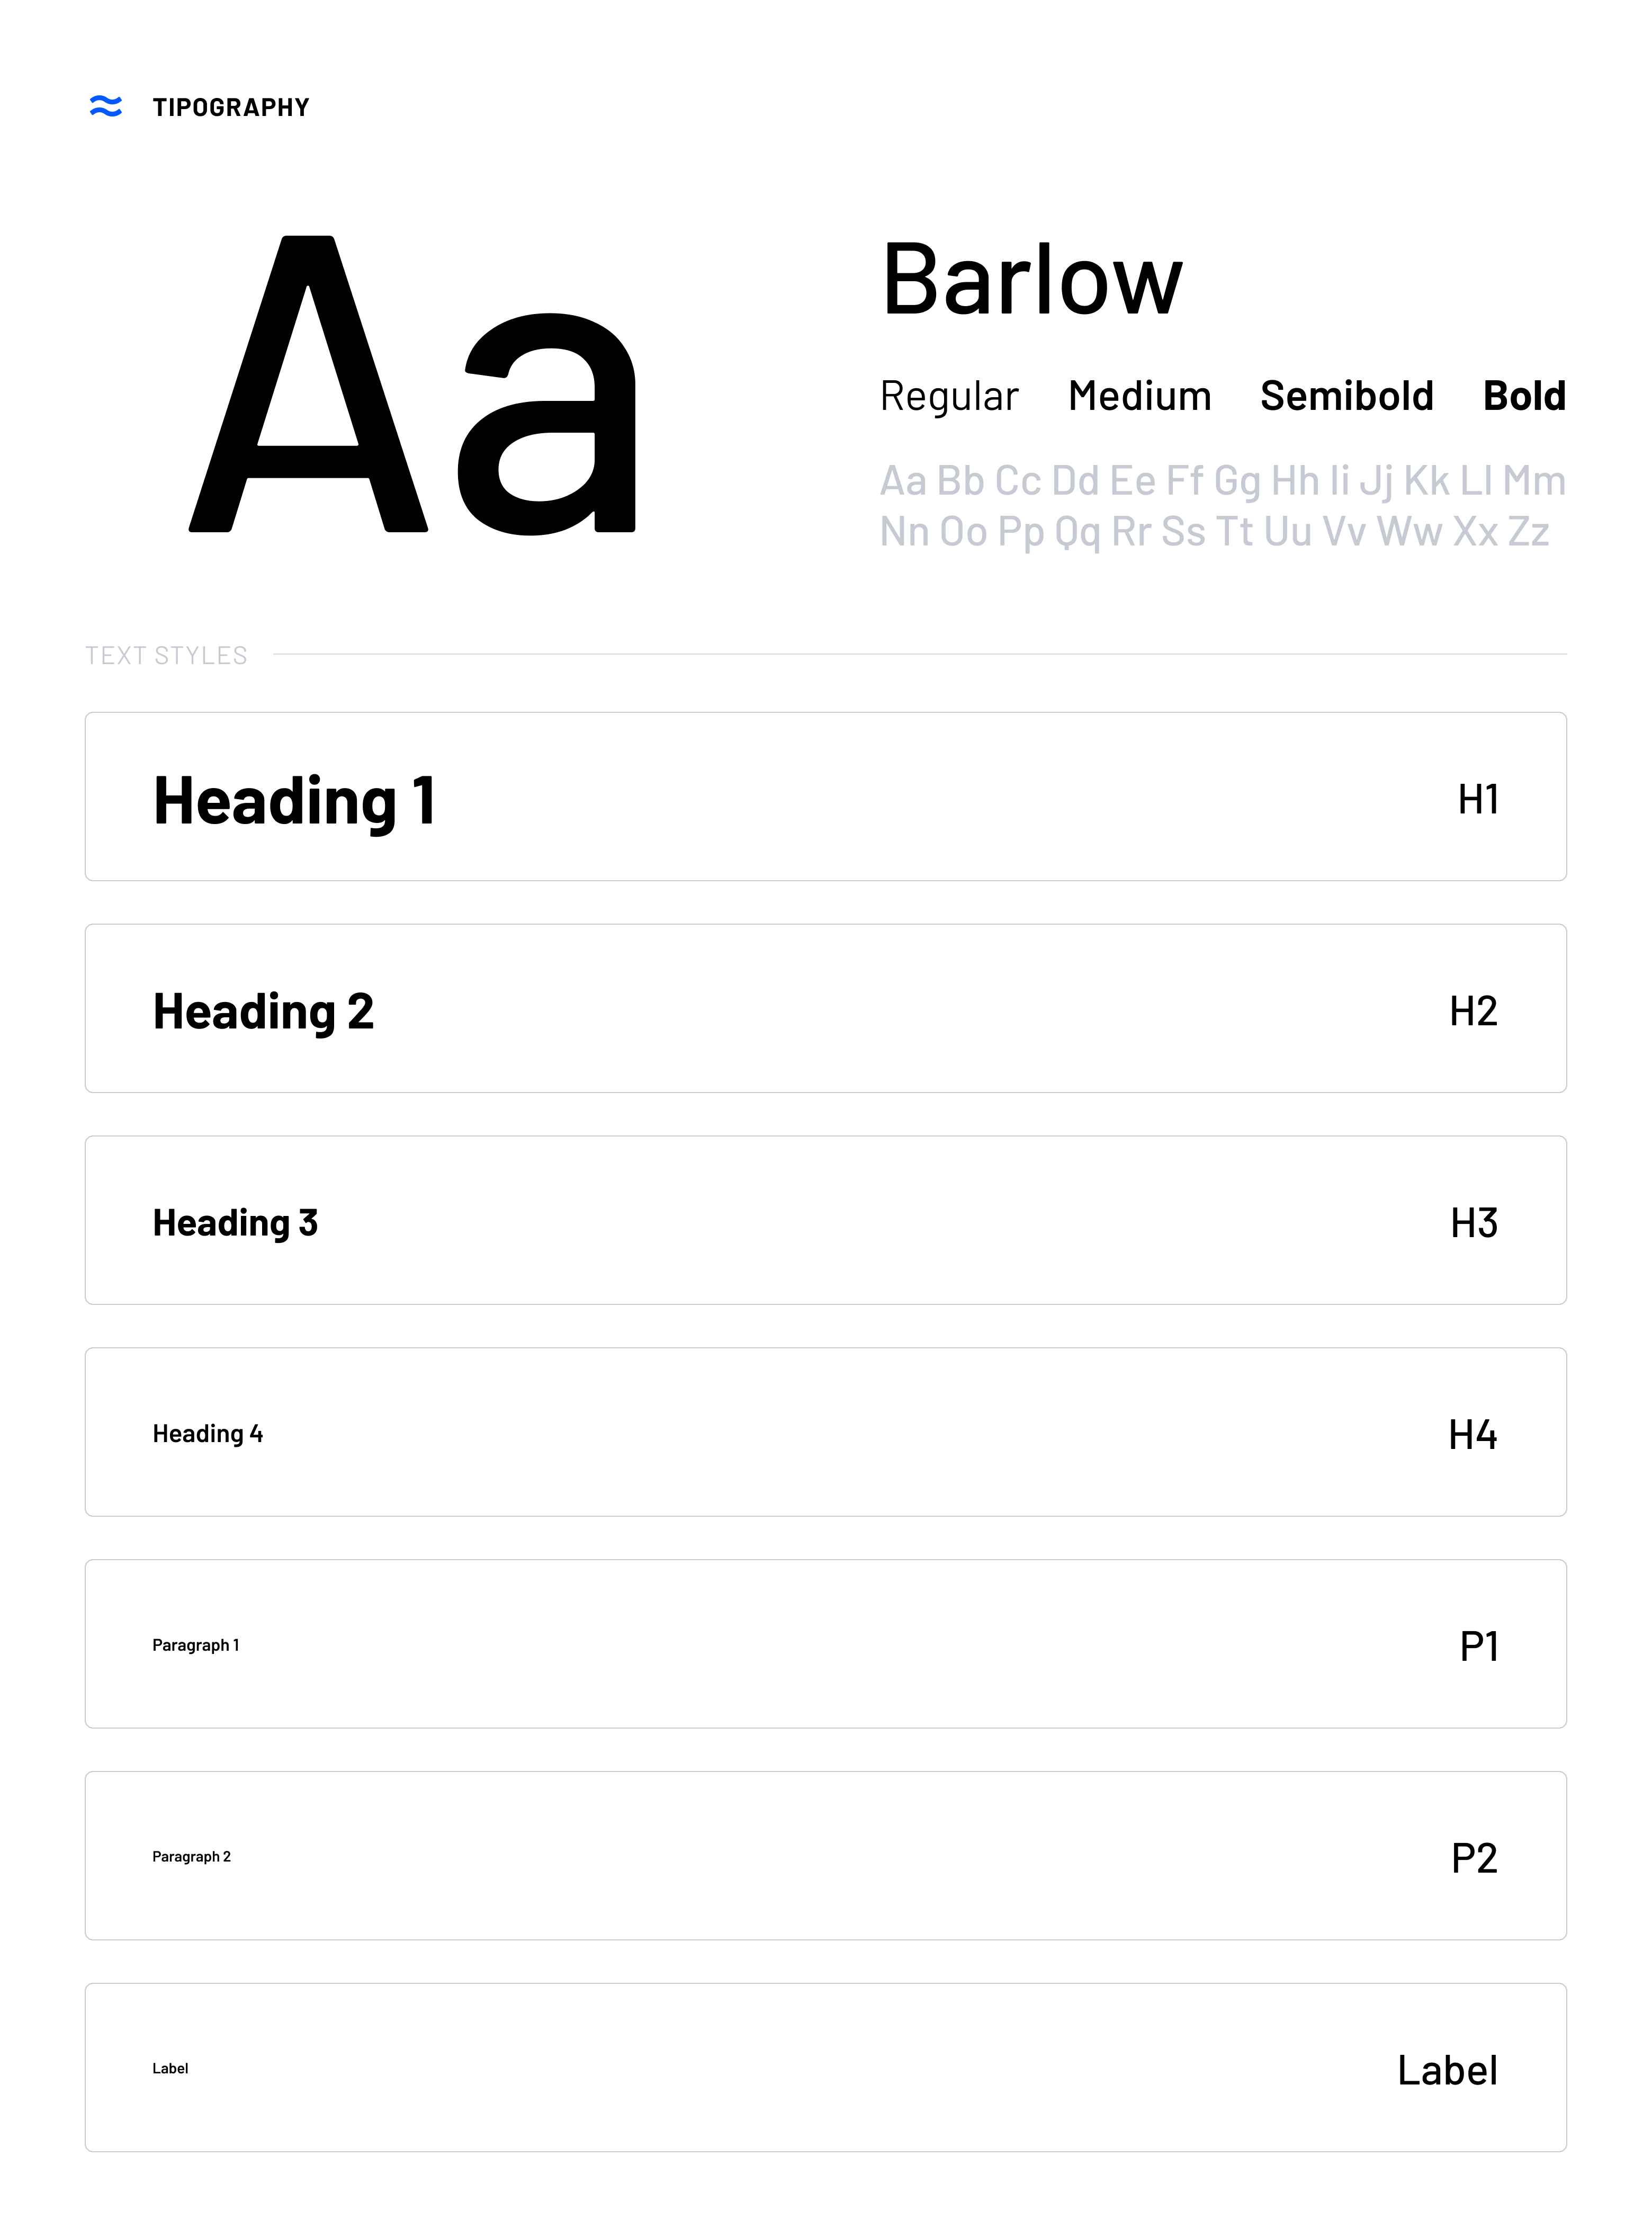 TIPOGRAPHY
Aa
Barlow
Regular Medium Semibold Bold
Aa Bb Cc Dd Ee Ff Gg Hh Ii Jj Kk Ll Mm
Nn Oo Pp Qq Rr Ss Tt Uu Vv Ww Xx Zz
TEXT STYLES
Heading 1 H1
Heading 2 H2
Heading 3 H3
Heading 4 H4
Paragraph 1 P1
Paragraph 2 P2
Label Label